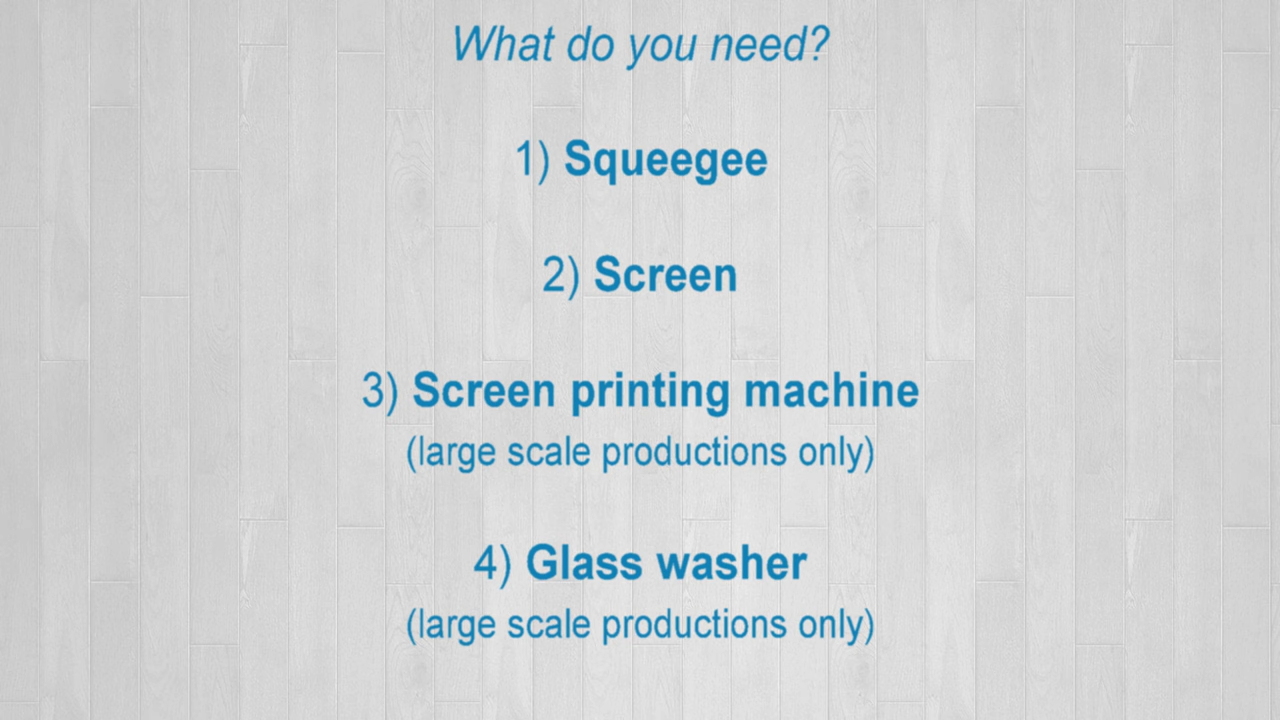 What do you need?
1) Squeegee
2) Screen
3) Screen printing machine
(large scale productions only)
4) Glass washer
(large scale productions only)